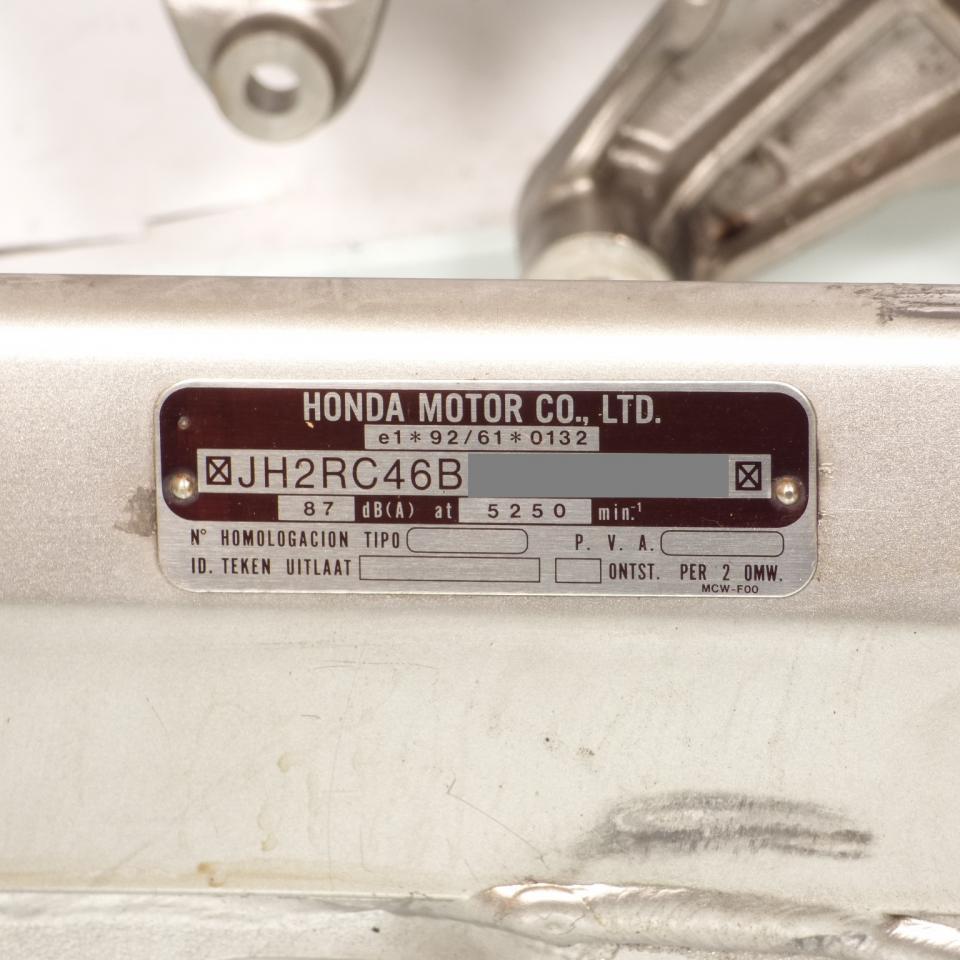 HONDA MOTOR CO., LTD.
e1*92/61*0132
JH2RC46B
87 dB(A) at 5250 min.-1
N° HOMOLOGACION TIPO P. V. A.
ID. TEKEN UITLAAT ONTST. PER 2 OMW.
MCW-F00